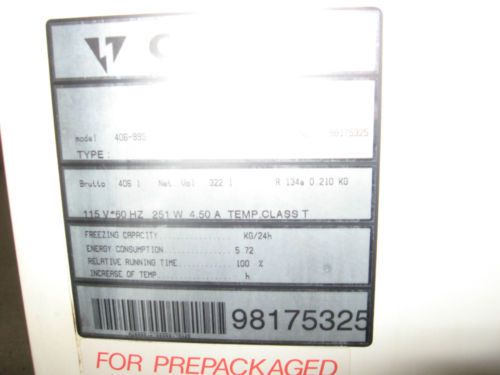 model 406-995 98175325
TYPE:
Brutto 406 l Net. Vol 322 l R 134a 0.210 KG
115 V*60 HZ 251 W 4.50 A TEMP.CLASS T
FREEZING CAPACITY ................ KG/24h
ENERGY CONSUMPTION ............... 5 72
RELATIVE RUNNING TIME ............ 100 %
INCREASE OF TEMP ................. h
98175325
FOR PREPACKAGED